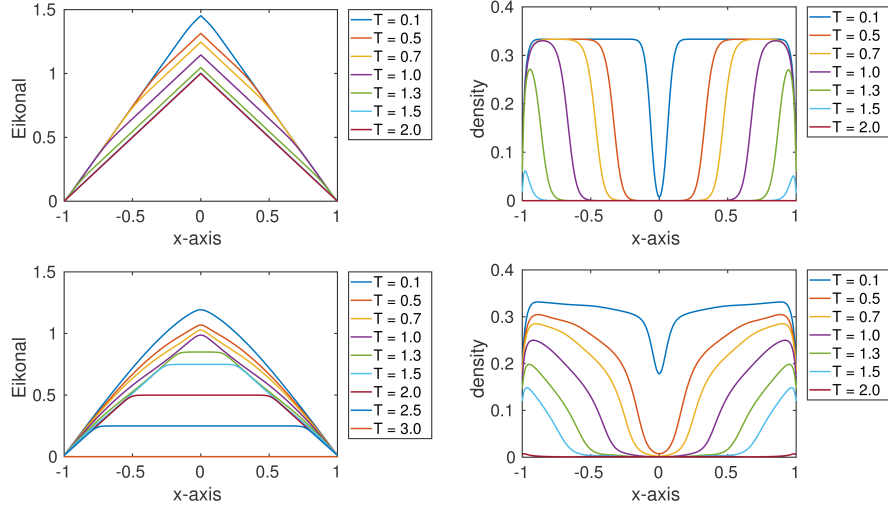 1.5
1
0.5
0
Eikonal
-1 -0.5 0 0.5 1
x-axis
T = 0.1
T = 0.5
T = 0.7
T = 1.0
T = 1.3
T = 1.5
T = 2.0
0.4
0.3
0.2
0.1
0
density
-1 -0.5 0 0.5 1
x-axis
T = 0.1
T = 0.5
T = 0.7
T = 1.0
T = 1.3
T = 1.5
T = 2.0
1.5
1
0.5
0
Eikonal
-1 -0.5 0 0.5 1
x-axis
T = 0.1
T = 0.5
T = 0.7
T = 1.0
T = 1.3
T = 1.5
T = 2.0
T = 2.5
T = 3.0
0.4
0.3
0.2
0.1
0
density
-1 -0.5 0 0.5 1
x-axis
T = 0.1
T = 0.5
T = 0.7
T = 1.0
T = 1.3
T = 1.5
T = 2.0